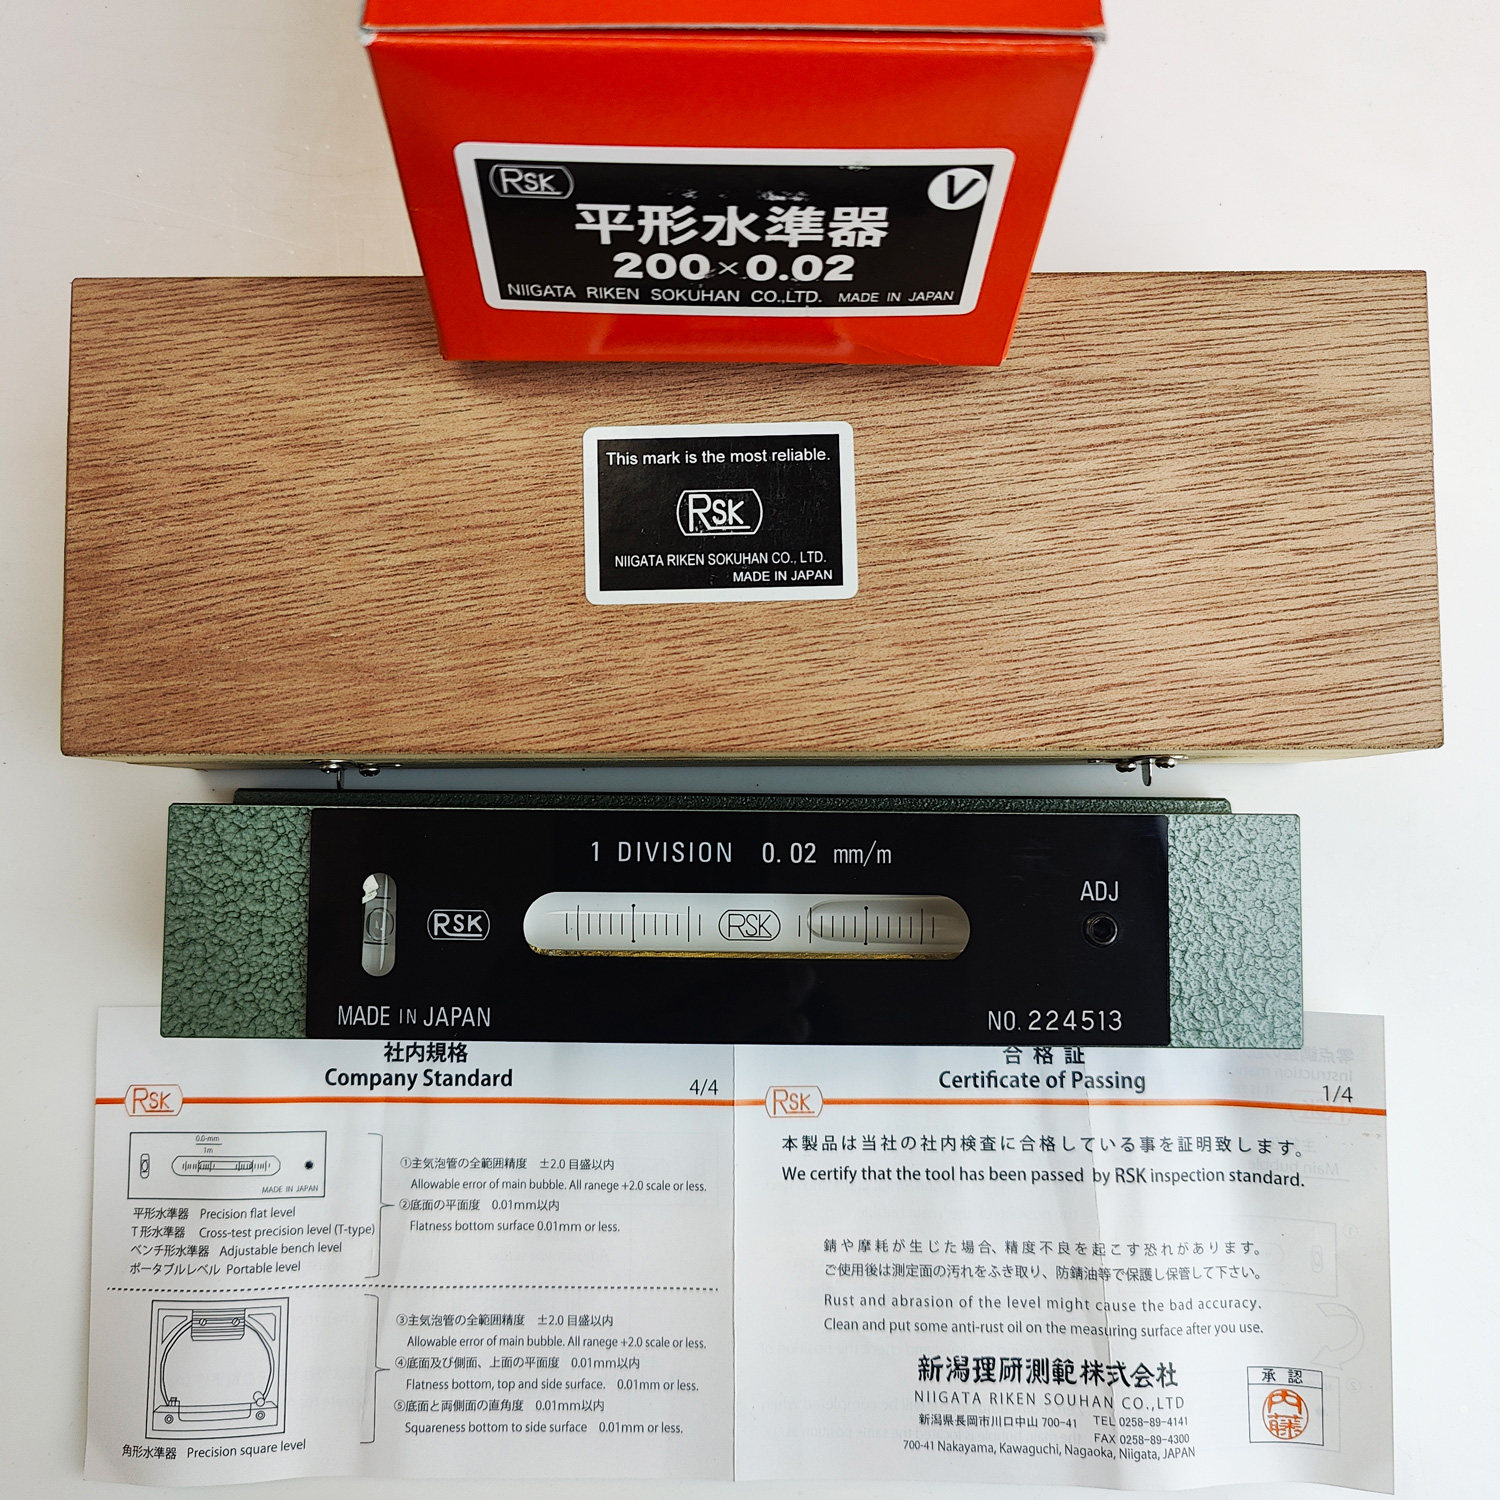 RSK
V
平形水準器
200×0.02
NIIGATA RIKEN SOKUHAN CO.,LTD. MADE IN JAPAN
This mark is the most reliable.
RSK
NIIGATA RIKEN SOKUHAN CO., LTD.
MADE IN JAPAN
1 DIVISION 0.02 mm/m
ADJ
RSK
RSK
MADE IN JAPAN
NO. 224513
社内規格
Company Standard
4/4
RSK
0.0-mm
1m
MADE IN JAPAN
平形水準器 Precision flat level
T形水準器 Cross-test precision level (T-type)
ベンチ形水準器 Adjustable bench level
ポータブルレベル Portable level
①主気泡管の全範囲精度 ±2.0目盛以内
Allowable error of main bubble. All ranege +2.0 scale or less.
②底面の平面度 0.01mm以内
Flatness bottom surface 0.01mm or less.
角形水準器 Precision square level
③主気泡管の全範囲精度 ±2.0目盛以内
Allowable error of main bubble. All ranege +2.0 scale or less.
④底面及び側面、上面の平面度 0.01mm以内
Flatness bottom, top and side surface. 0.01mm or less.
⑤底面と両側面の直角度 0.01mm以内
Squareness bottom to side surface 0.01mm or less.
合格証
Certificate of Passing
1/4
RSK
本製品は当社の社内検査に合格している事を証明致します。
We certify that the tool has been passed by RSK inspection standard.
錆や摩耗が生じた場合、精度不良を起こす恐れがあります。
ご使用後は測定面の汚れをふき取り、防錆油等で保護し保管して下さい。
Rust and abrasion of the level might cause the bad accuracy.
Clean and put some anti-rust oil on the measuring surface after you use.
新潟理研測範株式会社
NIIGATA RIKEN SOUHAN CO.,LTD
新潟県長岡市川口中山 700-41 TEL 0258-89-4141
FAX 0258-89-4300
700-41 Nakayama, Kawaguchi, Nagaoka, Niigata, JAPAN
承認
内藤